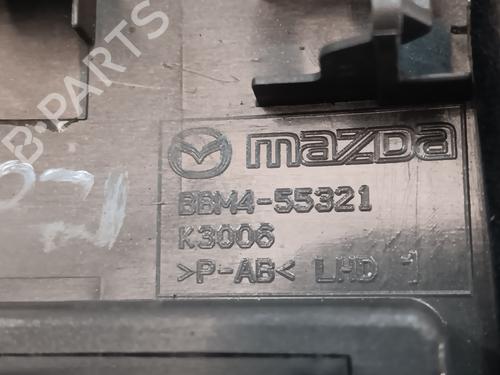 B-PARTS
mazda
BBM4-55321
K3006
>P-AB< LHD 1